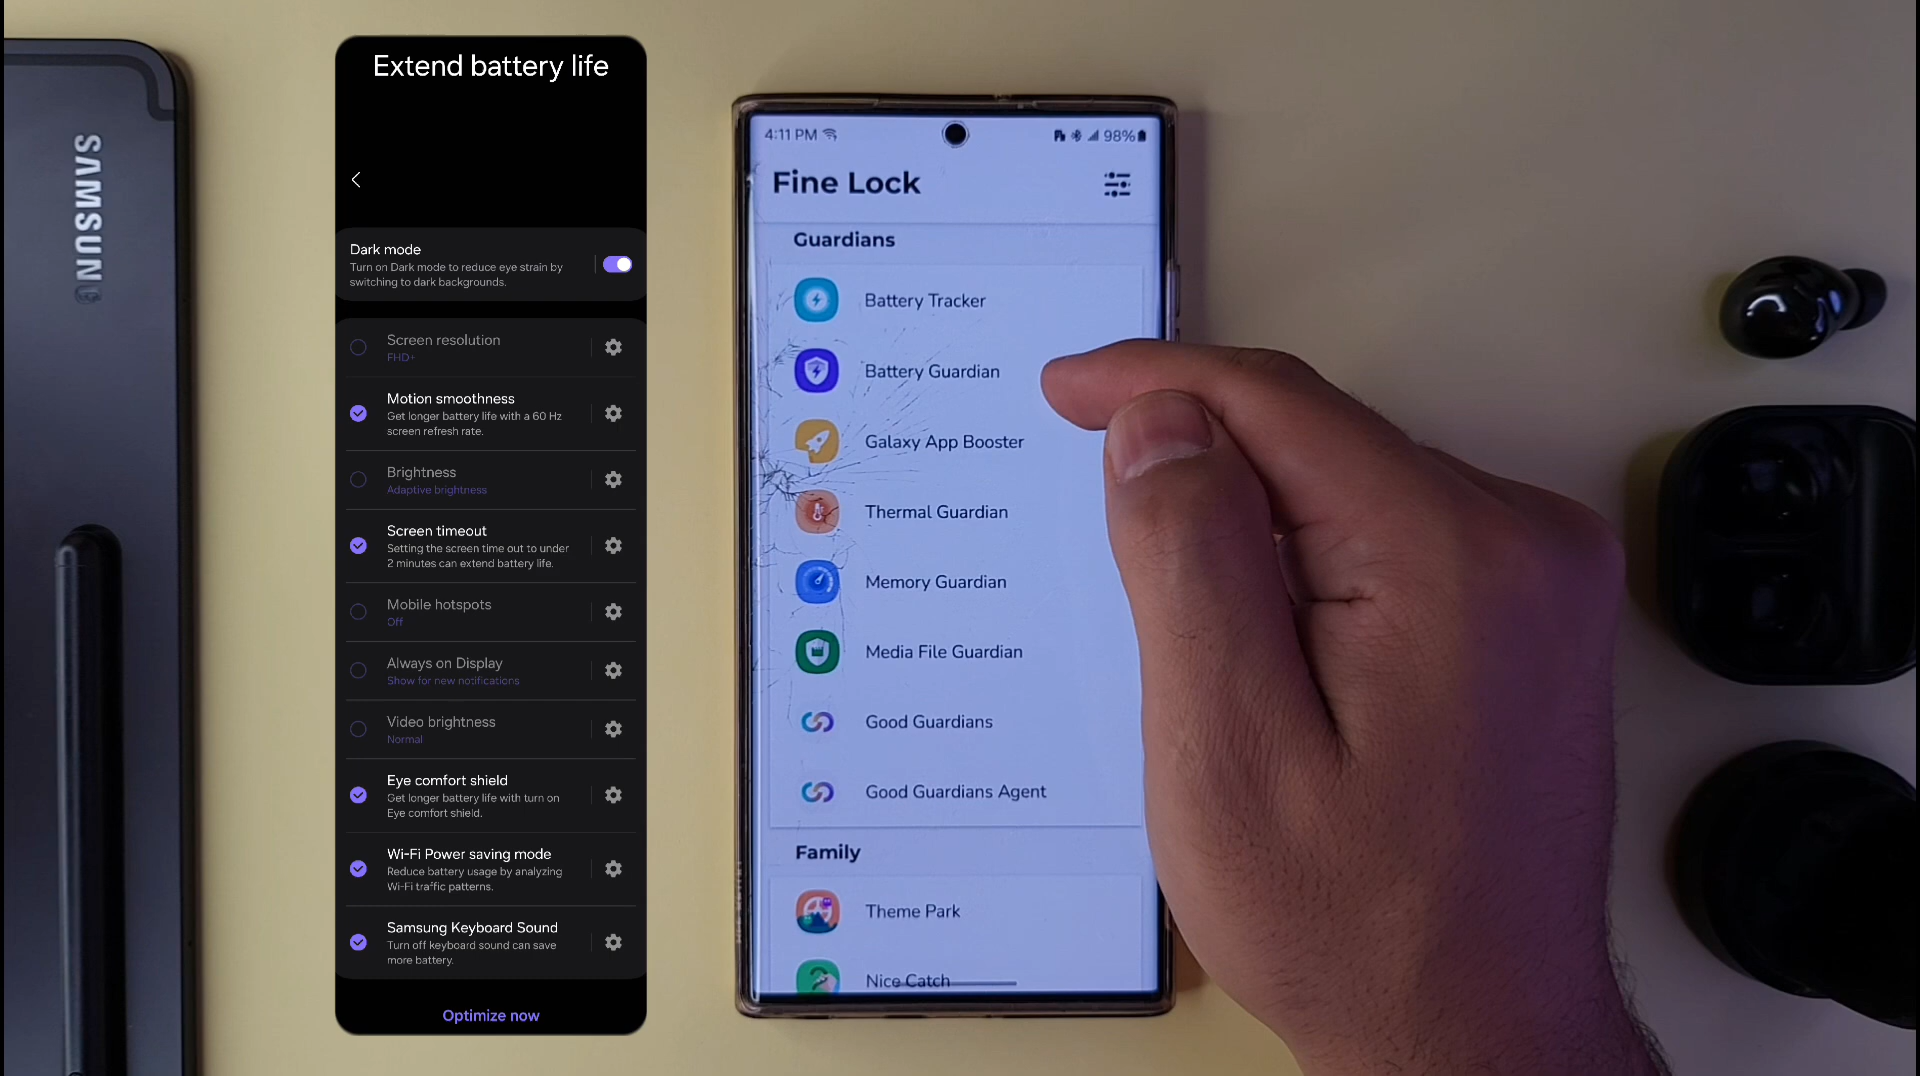 SAMSUNG
Extend battery life
Dark mode
Turn on Dark mode to reduce eye strain by
switching to dark backgrounds.
Screen resolution
FHD+
Motion smoothness
Get longer battery life with a 60 Hz
screen refresh rate.
Brightness
Adaptive brightness
Screen timeout
Setting the screen time out to under
2 minutes can extend battery life.
Mobile hotspots
Off
Always on Display
Show for new notifications
Video brightness
Normal
Eye comfort shield
Get longer battery life with turn on
Eye comfort shield.
Wi-Fi Power saving mode
Reduce battery usage by analyzing
Wi-Fi traffic patterns.
Samsung Keyboard Sound
Turn off keyboard sound can save
more battery.
Optimize now
4:11 PM
98%
Fine Lock
Guardians
Battery Tracker
Battery Guardian
Galaxy App Booster
Thermal Guardian
Memory Guardian
Media File Guardian
Good Guardians
Good Guardians Agent
Family
Theme Park
Nice Catch